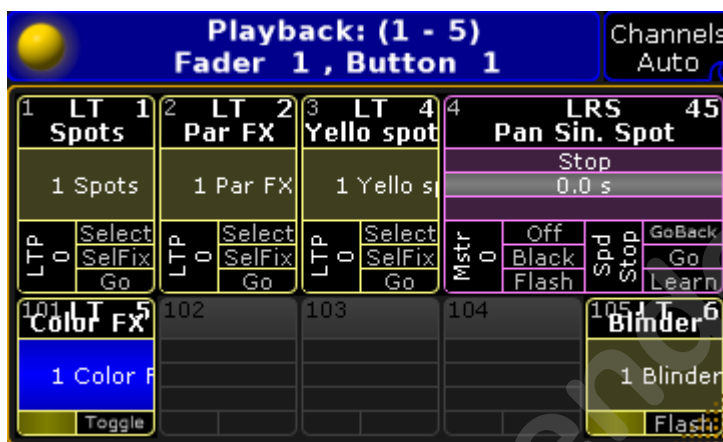 Playback: (1 - 5)
Fader 1 , Button 1
Channels
Auto
1 LT 1
Spots
1 Spots
LTP
0
Select
SelFix
Go
2 LT 2
Par FX
1 Par FX
LTP
0
Select
SelFix
Go
3 LT 4
Yello spot
1 Yello s
LTP
0
Select
SelFix
Go
4 LRS 45
Pan Sin. Spot
Stop
0.0 s
Mstr
0
Off
Black
Flash
Spd
Stop
GoBack
Go
Learn
101 LT 5
Color FX
1 Color F
Toggle
102
103
104
105 LT 6
Blinder
1 Blinder
Flash